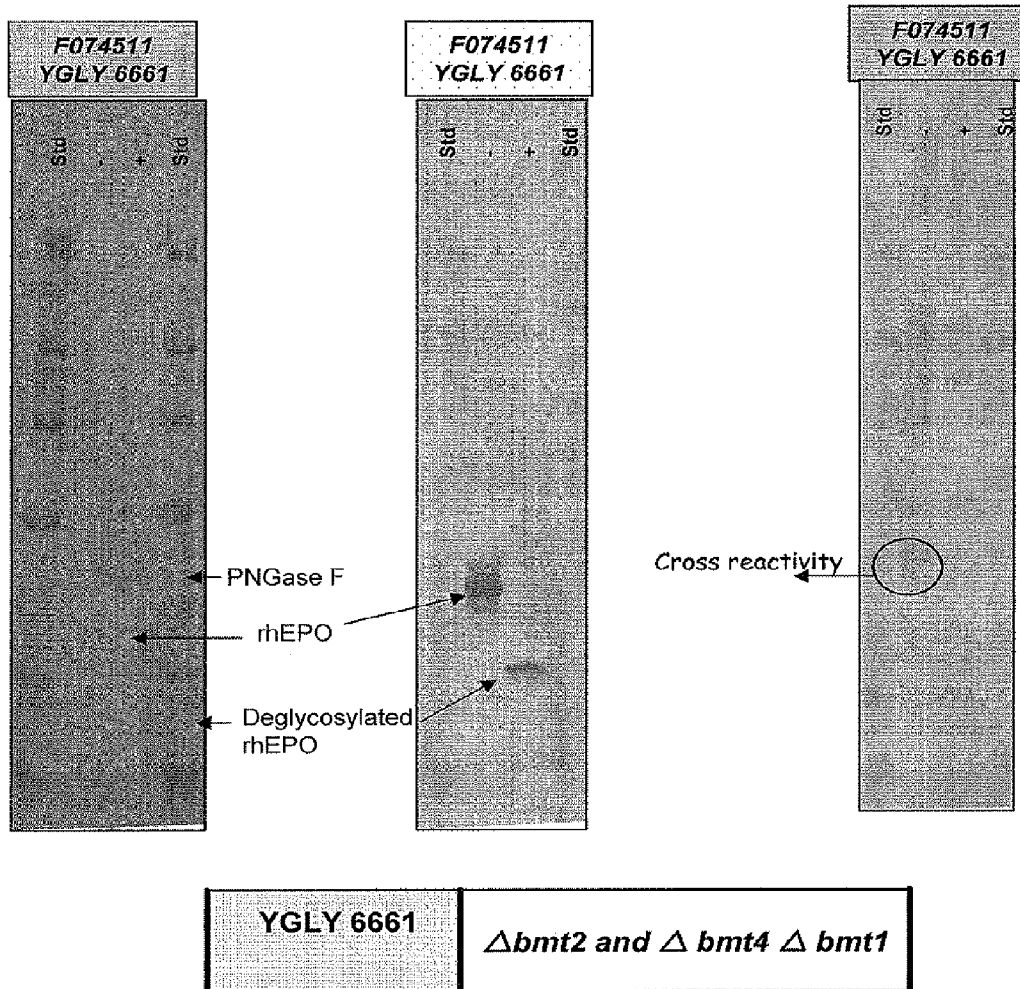 F074511
YGLY 6661
F074511
YGLY 6661
F074511
YGLY 6661
Std
-
+
Std
Std
-
+
Std
Std
-
+
Std
PNGase F
rhEPO
Deglycosylated
rhEPO
Cross reactivity
YGLY 6661
Δbmt2 and Δ bmt4 Δ bmt1